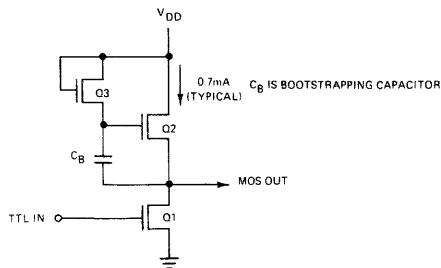 VDD
Q3
0.7mA
(TYPICAL)
CB IS BOOTSTRAPPING CAPACITOR
Q2
CB
MOS OUT
TTL IN
Q1